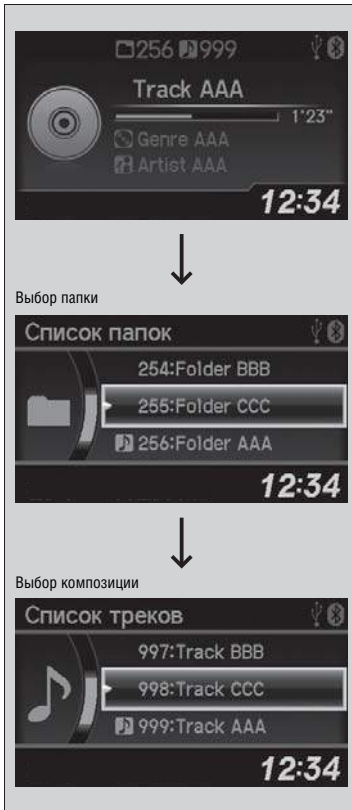 256 999
Track AAA
1'23"
Genre AAA
Artist AAA
12:34
Выбор папки
Список папок
254:Folder BBB
255:Folder CCC
256:Folder AAA
12:34
Выбор композиции
Список треков
997:Track BBB
998:Track CCC
999:Track AAA
12:34